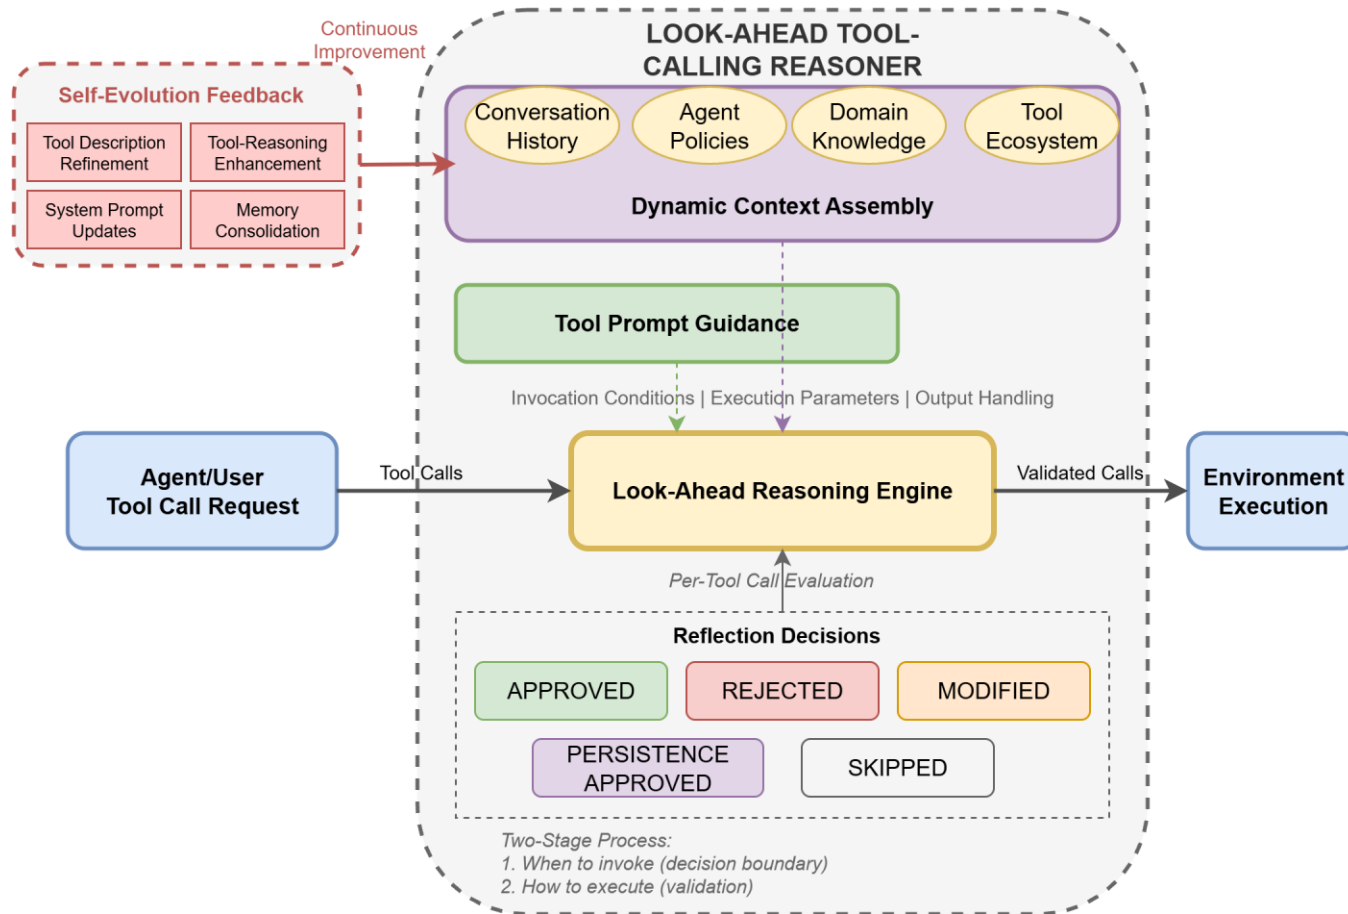 Continuous
Improvement
LOOK-AHEAD TOOL-
CALLING REASONER
Self-Evolution Feedback
Tool Description
Refinement
Tool-Reasoning
Enhancement
System Prompt
Updates
Memory
Consolidation
Conversation
History
Agent
Policies
Domain
Knowledge
Tool
Ecosystem
Dynamic Context Assembly
Tool Prompt Guidance
Invocation Conditions | Execution Parameters | Output Handling
Agent/User
Tool Call Request
Tool Calls
Look-Ahead Reasoning Engine
Validated Calls
Environment
Execution
Per-Tool Call Evaluation
Reflection Decisions
APPROVED
REJECTED
MODIFIED
PERSISTENCE
APPROVED
SKIPPED
Two-Stage Process:
1. When to invoke (decision boundary)
2. How to execute (validation)